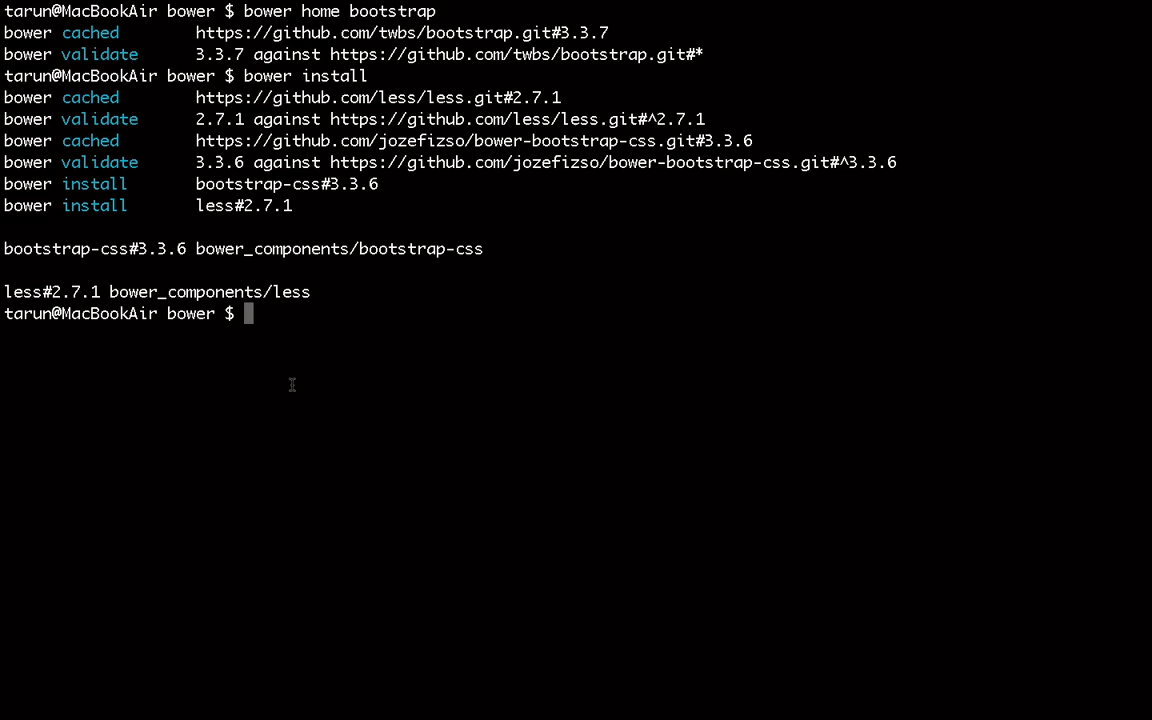 tarun@MacBookAir bower $ bower home bootstrap
bower cached        https://github.com/twbs/bootstrap.git#3.3.7
bower validate      3.3.7 against https://github.com/twbs/bootstrap.git#*
tarun@MacBookAir bower $ bower install
bower cached        https://github.com/less/less.git#2.7.1
bower validate      2.7.1 against https://github.com/less/less.git#^2.7.1
bower cached        https://github.com/jozefizso/bower-bootstrap-css.git#3.3.6
bower validate      3.3.6 against https://github.com/jozefizso/bower-bootstrap-css.git#^3.3.6
bower install       bootstrap-css#3.3.6
bower install       less#2.7.1
bootstrap-css#3.3.6 bower_components/bootstrap-css
less#2.7.1 bower_components/less
tarun@MacBookAir bower $